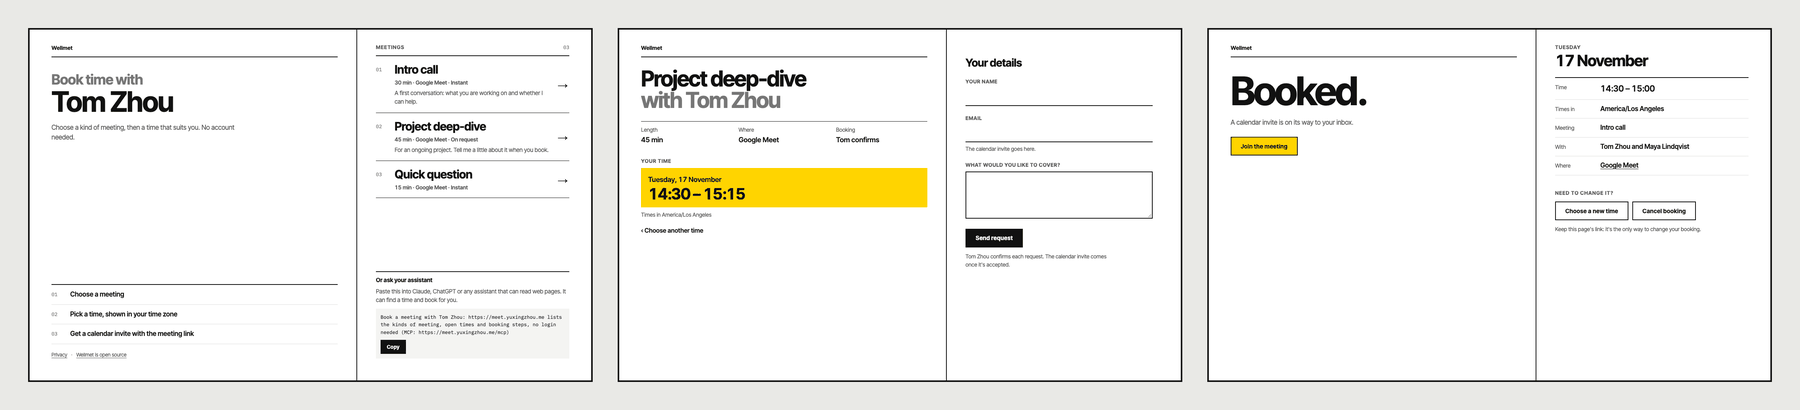 Wellmet
Book time with
Tom Zhou
Choose a kind of meeting, then a time that suits you. No account
needed.
01 Choose a meeting
02 Pick a time, shown in your time zone
03 Get a calendar invite with the meeting link
Privacy · Wellmet is open source
MEETINGS 03
01 Intro call
30 min · Google Meet · Instant
A first conversation: what you are working on and whether I
can help.
→
02 Project deep-dive
45 min · Google Meet · On request
For an ongoing project. Tell me a little about it when you book.
→
03 Quick question
15 min · Google Meet · Instant
→
Or ask your assistant
Paste this into Claude, ChatGPT or any assistant that can read web pages. It
can find a time and book for you.
Book a meeting with Tom Zhou: https://meet.yuxingzhou.me lists
the kinds of meeting, open times and booking steps, no login
needed (MCP: https://meet.yuxingzhou.me/mcp)
Copy
Wellmet
Project deep-dive
with Tom Zhou
Length Where Booking
45 min Google Meet Tom confirms
YOUR TIME
Tuesday, 17 November
14:30 – 15:15
Times in America/Los Angeles
‹ Choose another time
Your details
YOUR NAME
EMAIL
The calendar invite goes here.
WHAT WOULD YOU LIKE TO COVER?
Send request
Tom Zhou confirms each request. The calendar invite comes
once it's accepted.
Wellmet
Booked.
A calendar invite is on its way to your inbox.
Join the meeting
TUESDAY
17 November
Time 14:30 – 15:00
Times in America/Los Angeles
Meeting Intro call
With Tom Zhou and Maya Lindqvist
Where Google Meet
NEED TO CHANGE IT?
Choose a new time Cancel booking
Keep this page's link: it's the only way to change your booking.